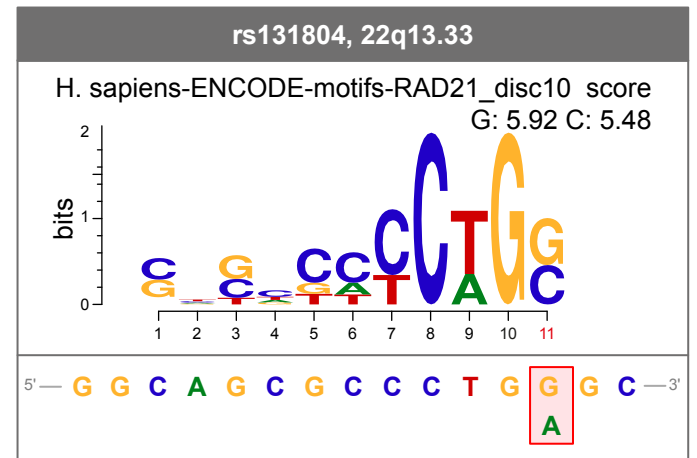 rs131804, 22q13.33
H. sapiens-ENCODE-motifs-RAD21_disc10 score
G: 5.92 C: 5.48
2
1
0
bits
C G C G C G T C A T C G T C A T C T C T A G G C
1 2 3 4 5 6 7 8 9 10 11
5' G G C A G C G C C C T G G G C 3'
A